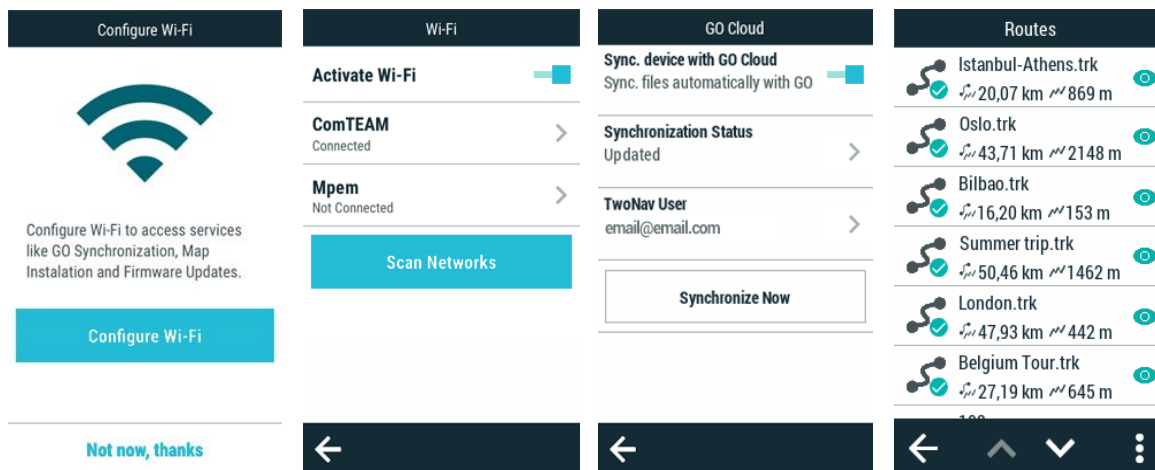 Configure Wi-Fi
Configure Wi-Fi to access services
like GO Synchronization, Map
Instalation and Firmware Updates.
Configure Wi-Fi
Not now, thanks
Wi-Fi
Activate Wi-Fi
ComTEAM
Connected
Mpem
Not Connected
Scan Networks
GO Cloud
Sync. device with GO Cloud
Sync. files automatically with GO
Synchronization Status
Updated
TwoNav User
email@email.com
Synchronize Now
Routes
Istanbul-Athens.trk
20,07 km 869 m
Oslo.trk
43,71 km 2148 m
Bilbao.trk
16,20 km 153 m
Summer trip.trk
50,46 km 1462 m
London.trk
47,93 km 442 m
Belgium Tour.trk
27,19 km 645 m